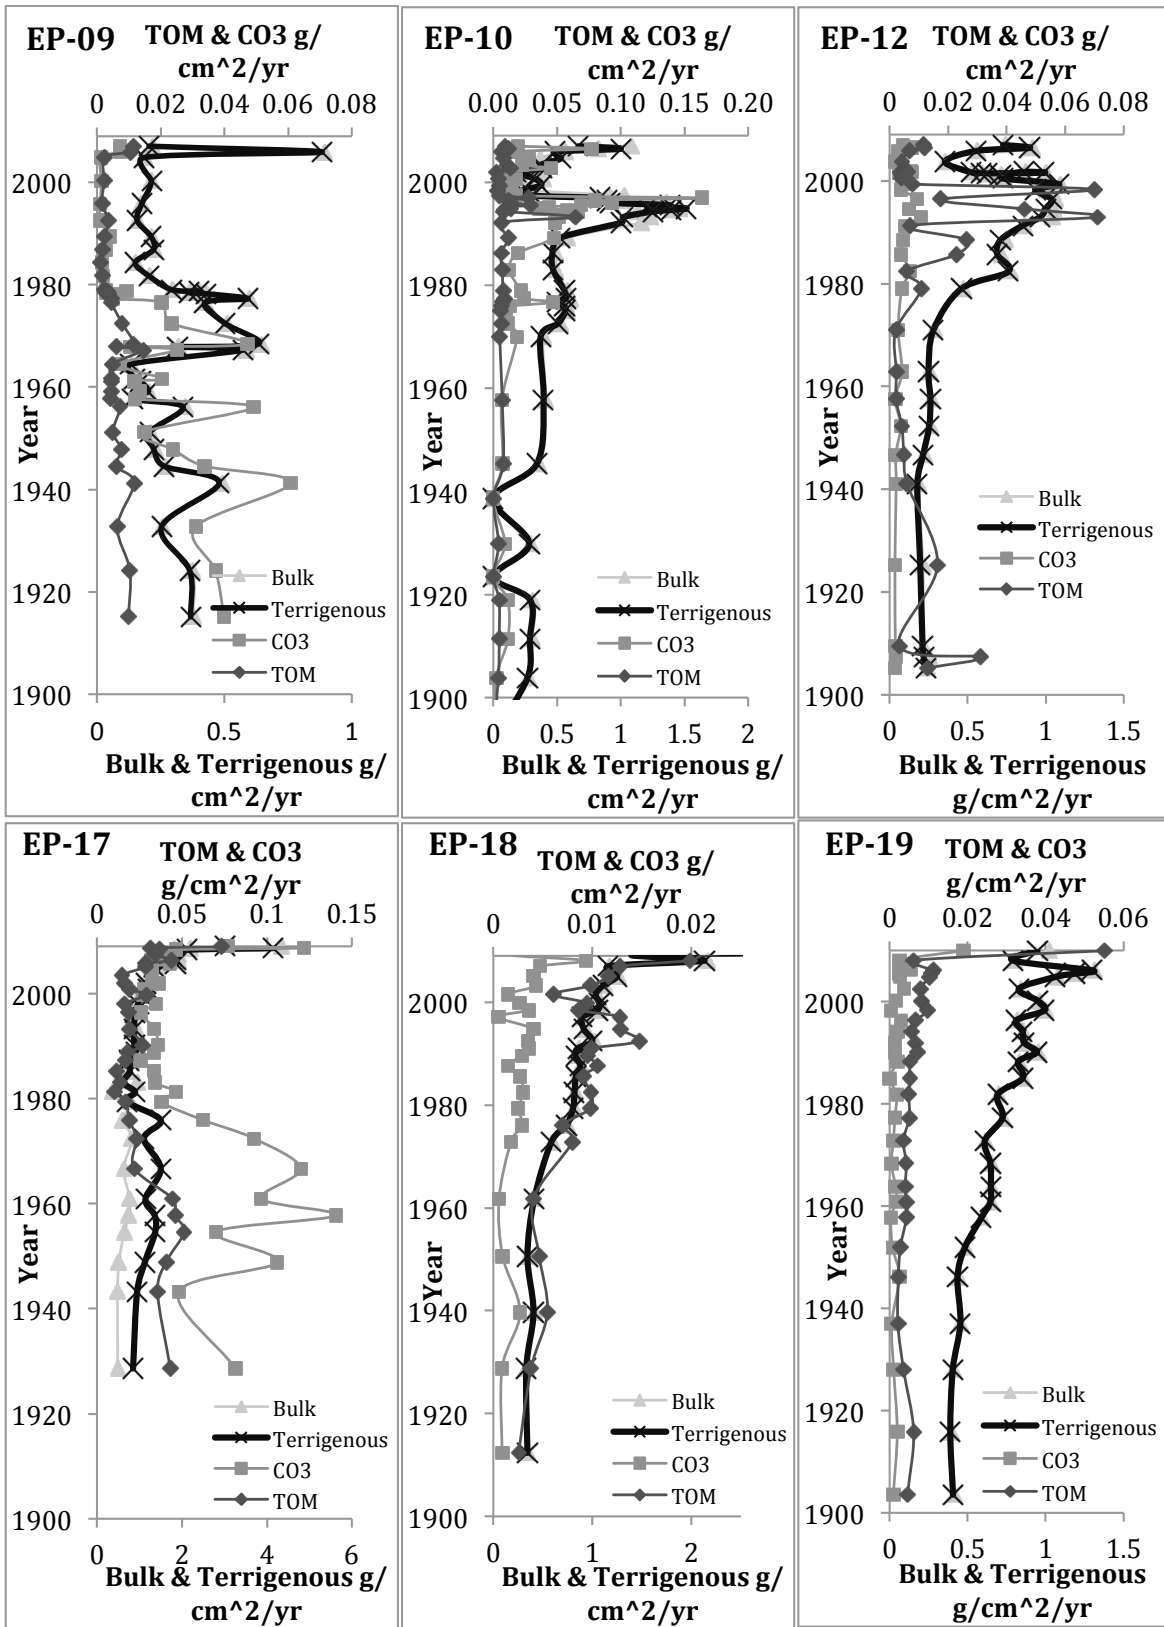 EP-09
TOM & CO3 g/
cm^2/yr
0 0.02 0.04 0.06 0.08
2000
1980
1960
1940
1920
1900
Year
Bulk
Terrigenous
CO3
TOM
0 0.5 1
Bulk & Terrigenous g/
cm^2/yr
EP-10
TOM & CO3 g/
cm^2/yr
0.00 0.05 0.10 0.15 0.20
2000
1980
1960
1940
1920
1900
Year
Bulk
Terrigenous
CO3
TOM
0 0.5 1 1.5 2
Bulk & Terrigenous g/
cm^2/yr
EP-12
TOM & CO3 g/
cm^2/yr
0 0.02 0.04 0.06 0.08
2000
1980
1960
1940
1920
1900
Year
Bulk
Terrigenous
CO3
TOM
0 0.5 1 1.5
Bulk & Terrigenous
g/cm^2/yr
EP-17
TOM & CO3
g/cm^2/yr
0 0.05 0.1 0.15
2000
1980
1960
1940
1920
1900
Year
Bulk
Terrigenous
CO3
TOM
0 2 4 6
Bulk & Terrigenous g/
cm^2/yr
EP-18
TOM & CO3 g/
cm^2/yr
0 0.01 0.02
2000
1980
1960
1940
1920
1900
Year
Bulk
Terrigenous
CO3
TOM
0 1 2
Bulk & Terrigenous g/
cm^2/yr
EP-19
TOM & CO3
g/cm^2/yr
0 0.02 0.04 0.06
2000
1980
1960
1940
1920
1900
Year
Bulk
Terrigenous
CO3
TOM
0 0.5 1 1.5
Bulk & Terrigenous
g/cm^2/yr